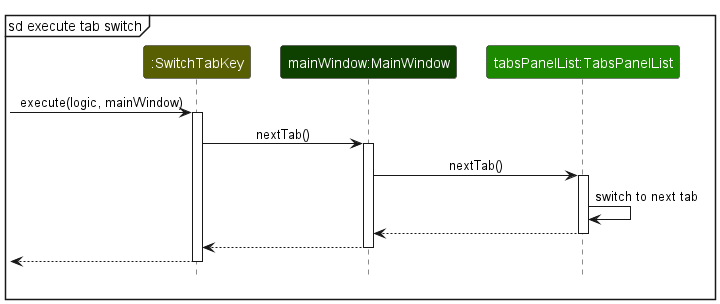 sd execute tab switch
:SwitchTabKey
mainWindow:MainWindow
tabsPanelList:TabsPanelList
execute(logic, mainWindow)
nextTab()
nextTab()
switch to next tab